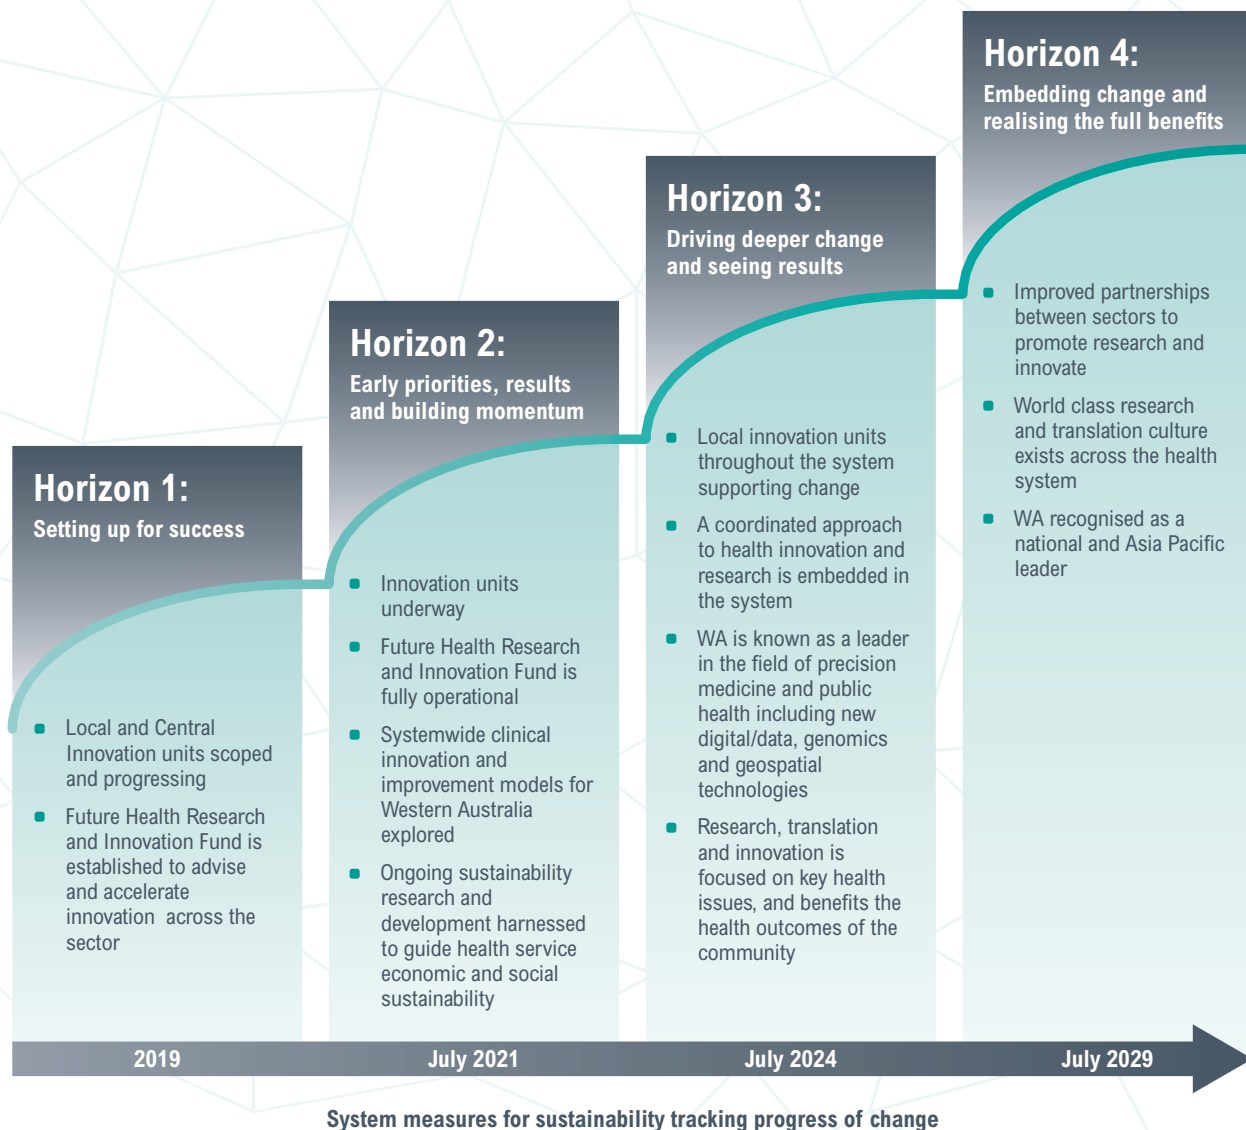 Horizon 1:
Setting up for success
Local and Central
Innovation units scoped
and progressing
Future Health Research
and Innovation Fund is
established to advise
and accelerate
innovation  across the
sector
2019
Horizon 2:
Early priorities, results
and building momentum
Innovation units
underway
Future Health Research
and Innovation Fund is
fully operational
Systemwide clinical
innovation and
improvement models for
Western Australia
explored
Ongoing sustainability
research and
development harnessed
to guide health service
economic and social
sustainability
July 2021
Horizon 3:
Driving deeper change
and seeing results
Local innovation units
throughout the system
supporting change
A coordinated approach
to health innovation and
research is embedded in
the system
WA is known as a leader
in the field of precision
medicine and public
health including new
digital/data, genomics
and geospatial
technologies
Research, translation
and innovation is
focused on key health
issues, and benefits the
health outcomes of the
community
July 2024
Horizon 4:
Embedding change and
realising the full benefits
Improved partnerships
between sectors to
promote research and
innovate
World class research
and translation culture
exists across the health
system
WA recognised as a
national and Asia Pacific
leader
July 2029
System measures for sustainability tracking progress of change